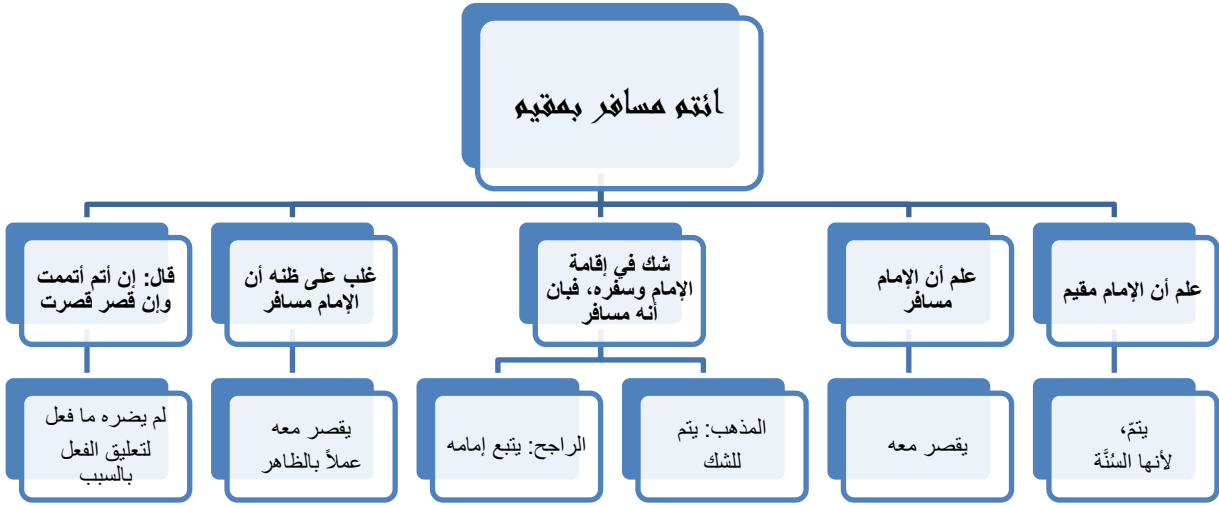 ائتم مسافر بمقيم
علم أن الإمام مقيم
علم أن الإمام
مسافر
شك في إقامة
الإمام وسفره، فبان
أنه مسافر
غلب على ظنه أن
الإمام مسافر
قال: إن أتم أتممت
وإن قصر قصرت
يتمّ،
لأنها السُنَّة
يقصر معه
المذهب: يتم
للشك
الراجح: يتبع إمامه
يقصر معه
عملاً بالظاهر
لم يضره ما فعل
لتعليق الفعل
بالسبب